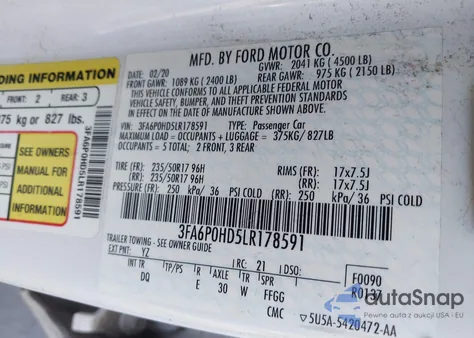 DING INFORMATION
FRONT: 2 REAR: 3
75 kg or 827 lbs.
SEE OWNERS
MANUAL
FOR
ADDITIONAL
INFORMATION
3FA6P0HD5LR178591
MFD. BY FORD MOTOR CO.
02/20 GVWR: 2041 KG ( 4500 LB)
FRONT GAWR: 1089 KG ( 2400 LB) REAR GAWR: 975 KG ( 2150 LB)
THIS VEHICLE CONFORMS TO ALL APPLICABLE FEDERAL MOTOR
VEHICLE SAFETY, BUMPER, AND THEFT PREVENTION STANDARDS IN
EFFECT ON THE DATE OF MANUFACTURE SHOWN ABOVE.
VIN: 3FA6P0HD5LR178591 TYPE: Passenger Car
MAXIMUM LOAD = OCCUPANTS + LUGGAGE = 375KG/ 827LB
OCCUPANTS = 5 TOTAL: 2 FRONT, 3 REAR
TIRE (FR): 235/50R17 96H RIMS (FR): 17x7.5J
(RR): 235/50R17 96H (RR): 17x7.5J
PRESSURE (FR): 250 kPa/ 36 PSI COLD (RR): 250 kPa/ 36 PSI COLD
3FA6P0HD5LR178591
TRAILER TOWING - SEE OWNER GUIDE
EXT PNT: YZ RC: 21 DSO: F0090
INT TR TP/PS R AXLE TR SPR R0137
DQ E 30 W FFGG
CMC 5U5A-5420472-AA
autoSnap
Pewne auta z aukcji USA - EU